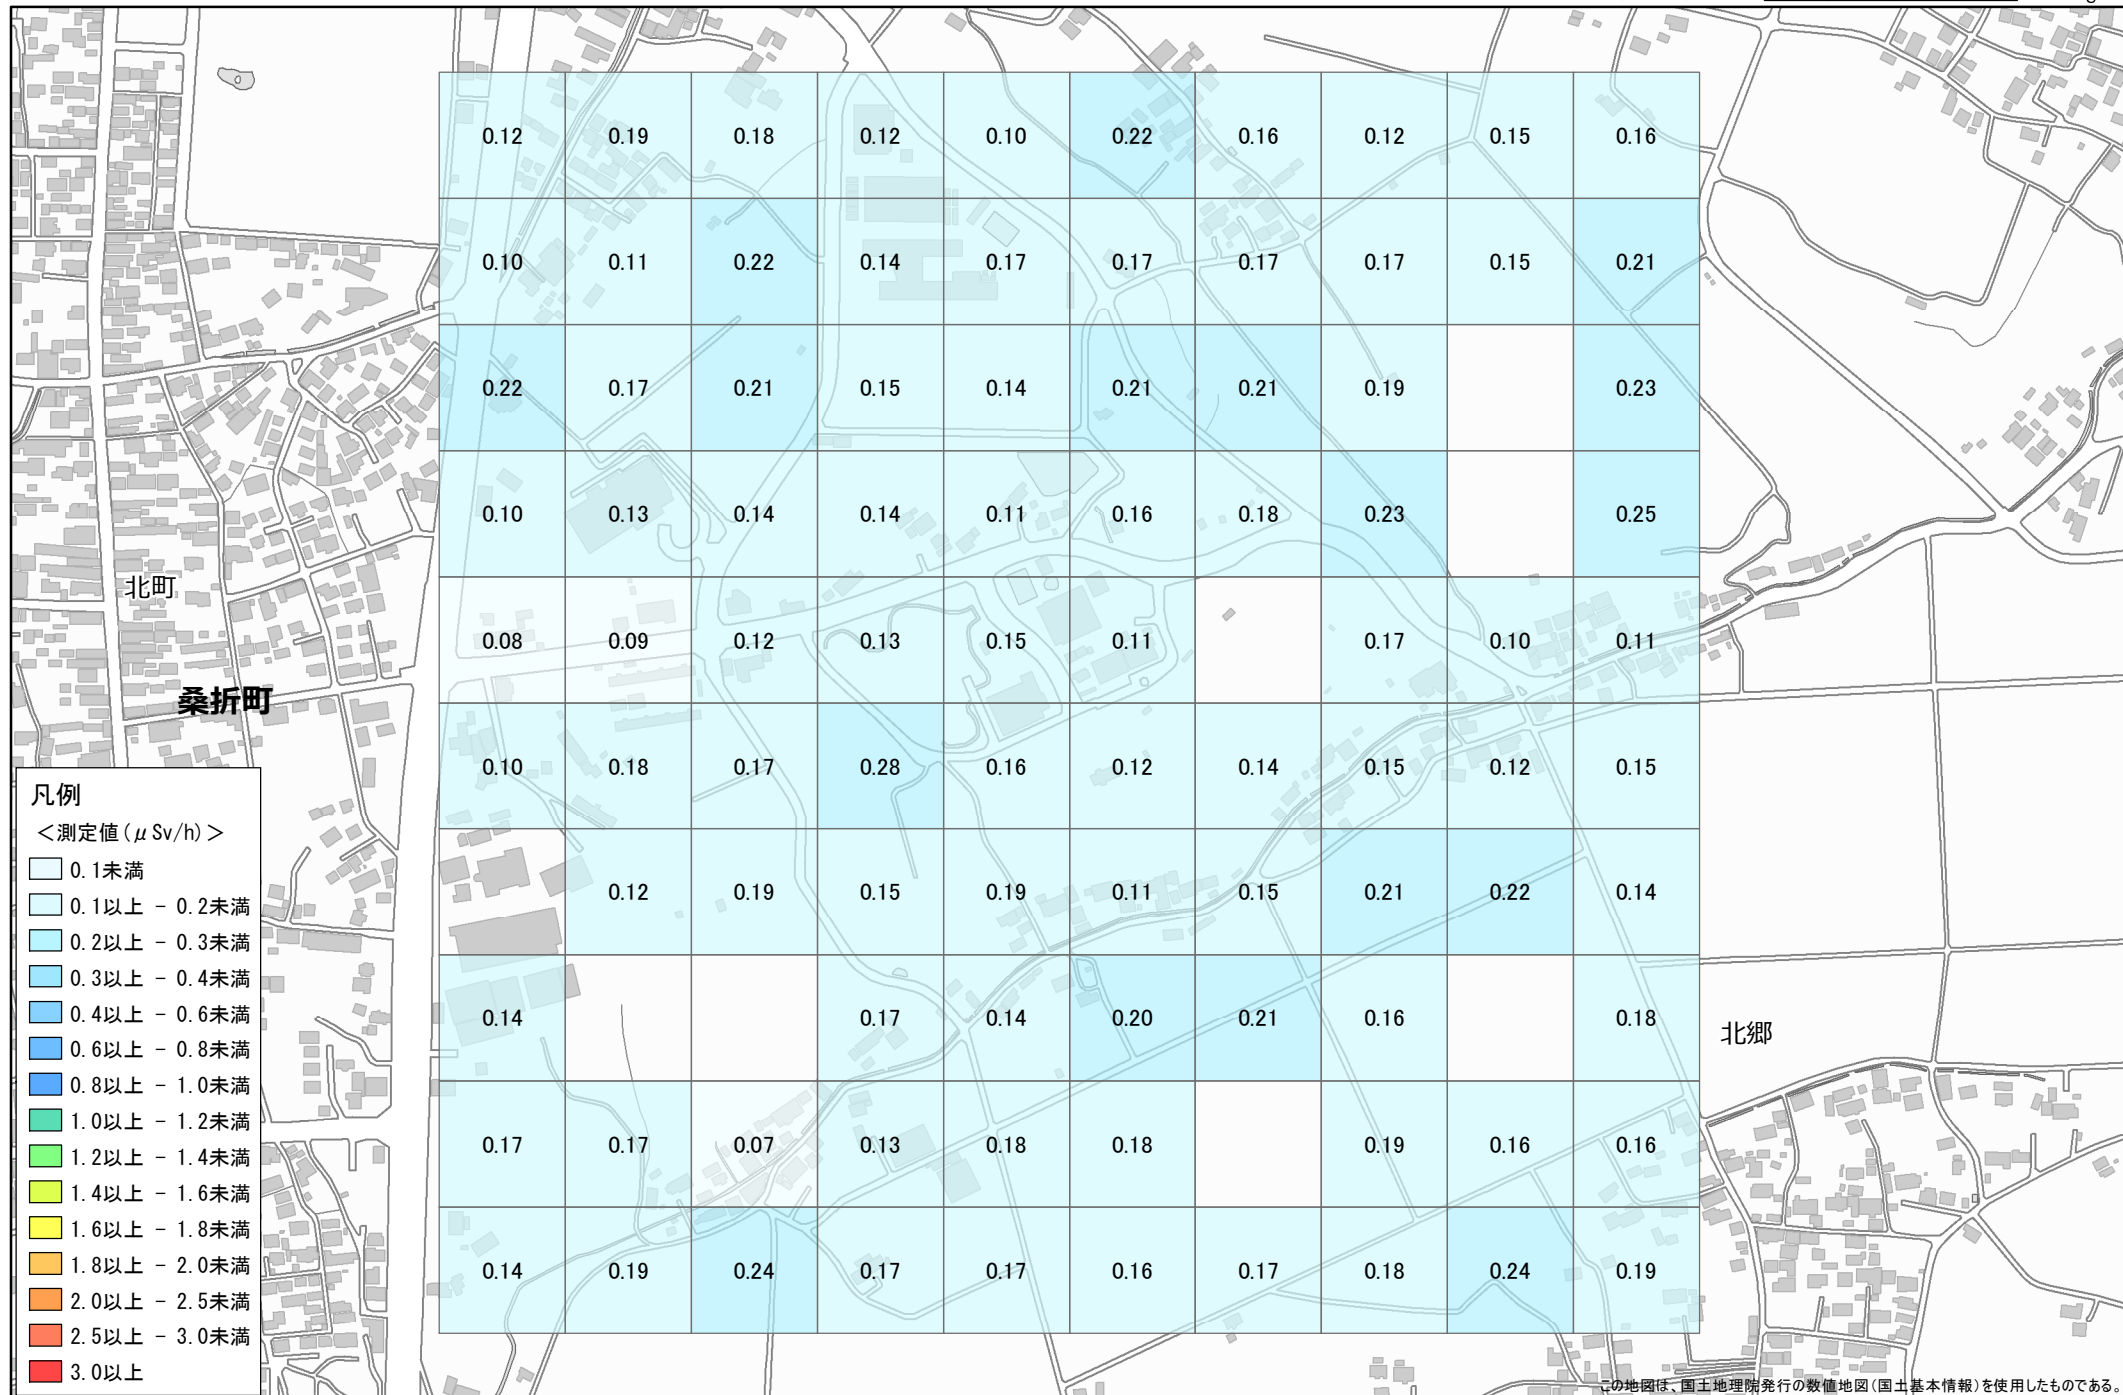 0.12 0.19 0.18 0.12 0.10 0.22 0.16 0.12 0.15 0.16
0.10 0.11 0.22 0.14 0.17 0.17 0.17 0.17 0.15 0.21
0.22 0.17 0.21 0.15 0.14 0.21 0.21 0.19 0.23
0.10 0.13 0.14 0.14 0.11 0.16 0.18 0.23 0.25
北町
0.08 0.09 0.12 0.13 0.15 0.11 0.17 0.10 0.11
桑折町
0.10 0.18 0.17 0.28 0.16 0.12 0.14 0.15 0.12 0.15
0.12 0.19 0.15 0.19 0.11 0.15 0.21 0.22 0.14
0.14 0.17 0.14 0.20 0.21 0.16 0.18
北郷
0.17 0.17 0.07 0.13 0.18 0.18 0.19 0.16 0.16
0.14 0.19 0.24 0.17 0.17 0.16 0.17 0.18 0.24 0.19
凡例
<測定値(μSv/h)>
0.1未満
0.1以上 - 0.2未満
0.2以上 - 0.3未満
0.3以上 - 0.4未満
0.4以上 - 0.6未満
0.6以上 - 0.8未満
0.8以上 - 1.0未満
1.0以上 - 1.2未満
1.2以上 - 1.4未満
1.4以上 - 1.6未満
1.6以上 - 1.8未満
1.8以上 - 2.0未満
2.0以上 - 2.5未満
2.5以上 - 3.0未満
3.0以上
この地図は、国土地理院発行の数値地図(国土基本情報)を使用したものである。